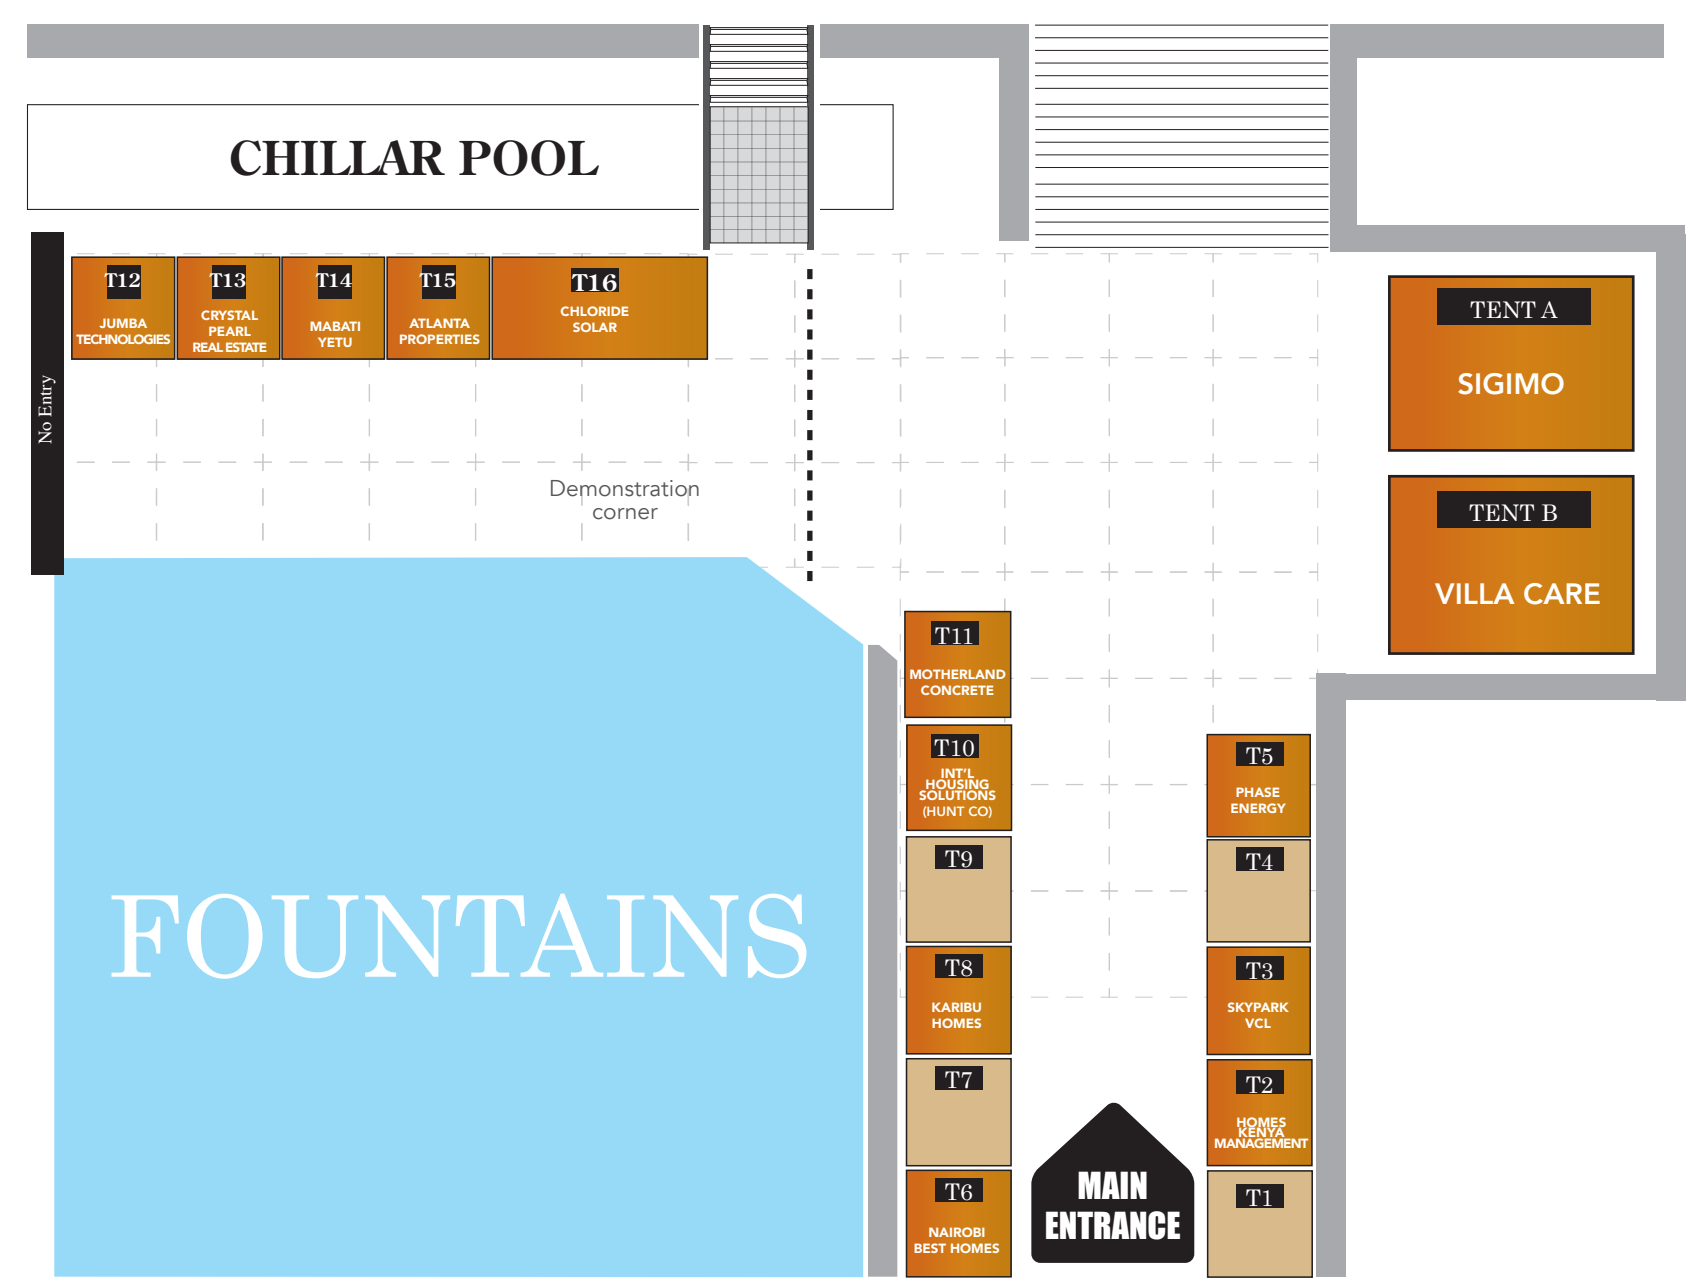 CHILLAR POOL
No Entry
T12
JUMBA
TECHNOLOGIES
T13
CRYSTAL
PEARL
REAL ESTATE
T14
MABATI
YETU
T15
ATLANTA
PROPERTIES
T16
CHLORIDE
SOLAR
TENT A
SIGIMO
Demonstration
corner
TENT B
VILLA CARE
FOUNTAINS
T11
MOTHERLAND
CONCRETE
T10
INT'L
HOUSING
SOLUTIONS
(HUNT CO)
T9
T8
KARIBU
HOMES
T7
T6
NAIROBI
BEST HOMES
T5
PHASE
ENERGY
T4
T3
SKYPARK
VCL
T2
HOMES
KENYA
MANAGEMENT
T1
MAIN
ENTRANCE